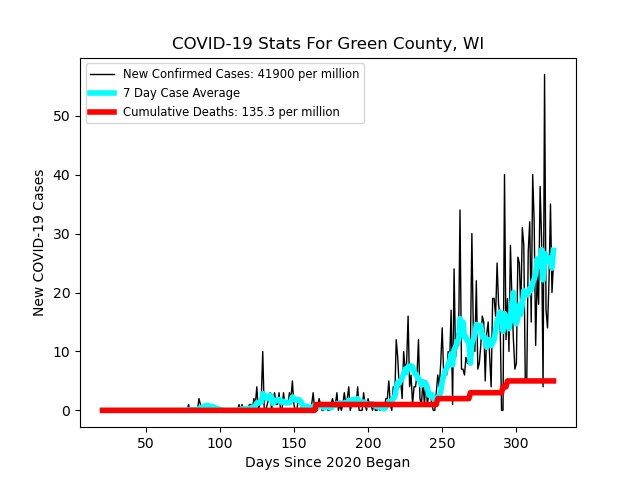 COVID-19 Stats For Green County, WI
New Confirmed Cases: 41900 per million
7 Day Case Average
Cumulative Deaths: 135.3 per million
New COVID-19 Cases
50
40
30
20
10
0
50 100 150 200 250 300
Days Since 2020 Began